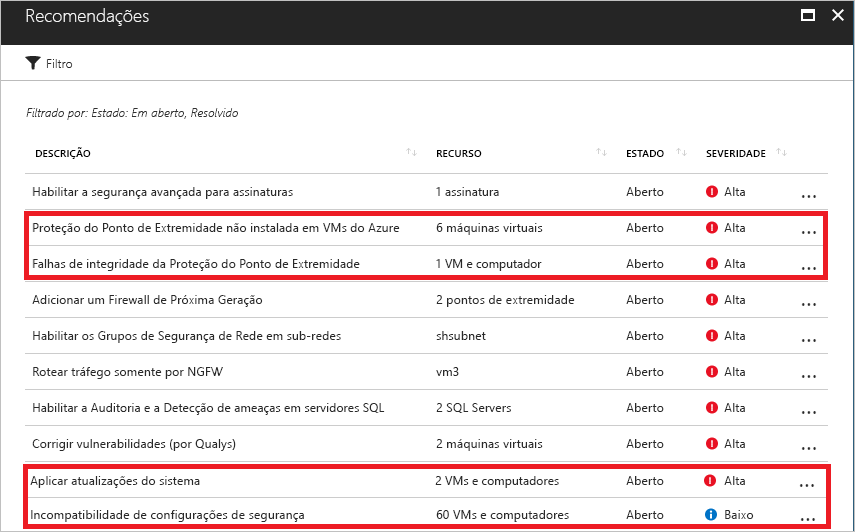 Recomendações
Filtro
Filtrado por: Estado: Em aberto, Resolvido
DESCRIÇÃO RECURSO ESTADO SEVERIDADE
Habilitar a segurança avançada para assinaturas 1 assinatura Aberto Alta ...
Proteção do Ponto de Extremidade não instalada em VMs do Azure 6 máquinas virtuais Aberto Alta ...
Falhas de integridade da Proteção do Ponto de Extremidade 1 VM e computador Aberto Alta ...
Adicionar um Firewall de Próxima Geração 2 pontos de extremidade Aberto Alta ...
Habilitar os Grupos de Segurança de Rede em sub-redes shsubnet Aberto Alta ...
Rotear tráfego somente por NGFW vm3 Aberto Alta ...
Habilitar a Auditoria e a Detecção de ameaças em servidores SQL 2 SQL Servers Aberto Alta ...
Corrigir vulnerabilidades (por Qualys) 2 máquinas virtuais Aberto Alta ...
Aplicar atualizações do sistema 2 VMs e computadores Aberto Alta ...
Incompatibilidade de configurações de segurança 60 VMs e computadores Aberto Baixo ...